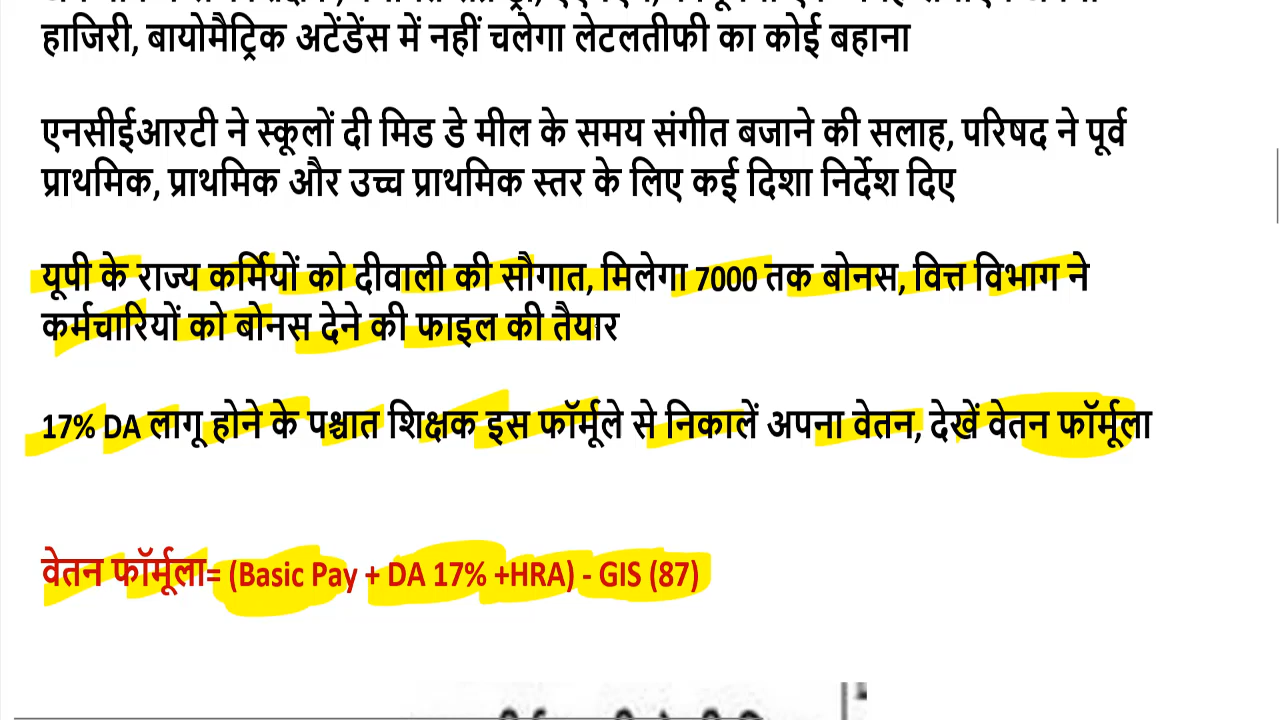 हाजिरी, बायोमैट्रिक अटेंडेंस में नहीं चलेगा लेटलतीफी का कोई बहाना
एनसीईआरटी ने स्कूलों दी मिड डे मील के समय संगीत बजाने की सलाह, परिषद ने पूर्व
प्राथमिक, प्राथमिक और उच्च प्राथमिक स्तर के लिए कई दिशा निर्देश दिए
यूपी के राज्य कर्मियों को दीवाली की सौगात, मिलेगा 7000 तक बोनस, वित्त विभाग ने
कर्मचारियों को बोनस देने की फाइल की तैयार
17% DA लागू होने के पश्चात शिक्षक इस फॉर्मूले से निकालें अपना वेतन, देखें वेतन फॉर्मूला
वेतन फॉर्मूला= (Basic Pay + DA 17% +HRA) - GIS (87)